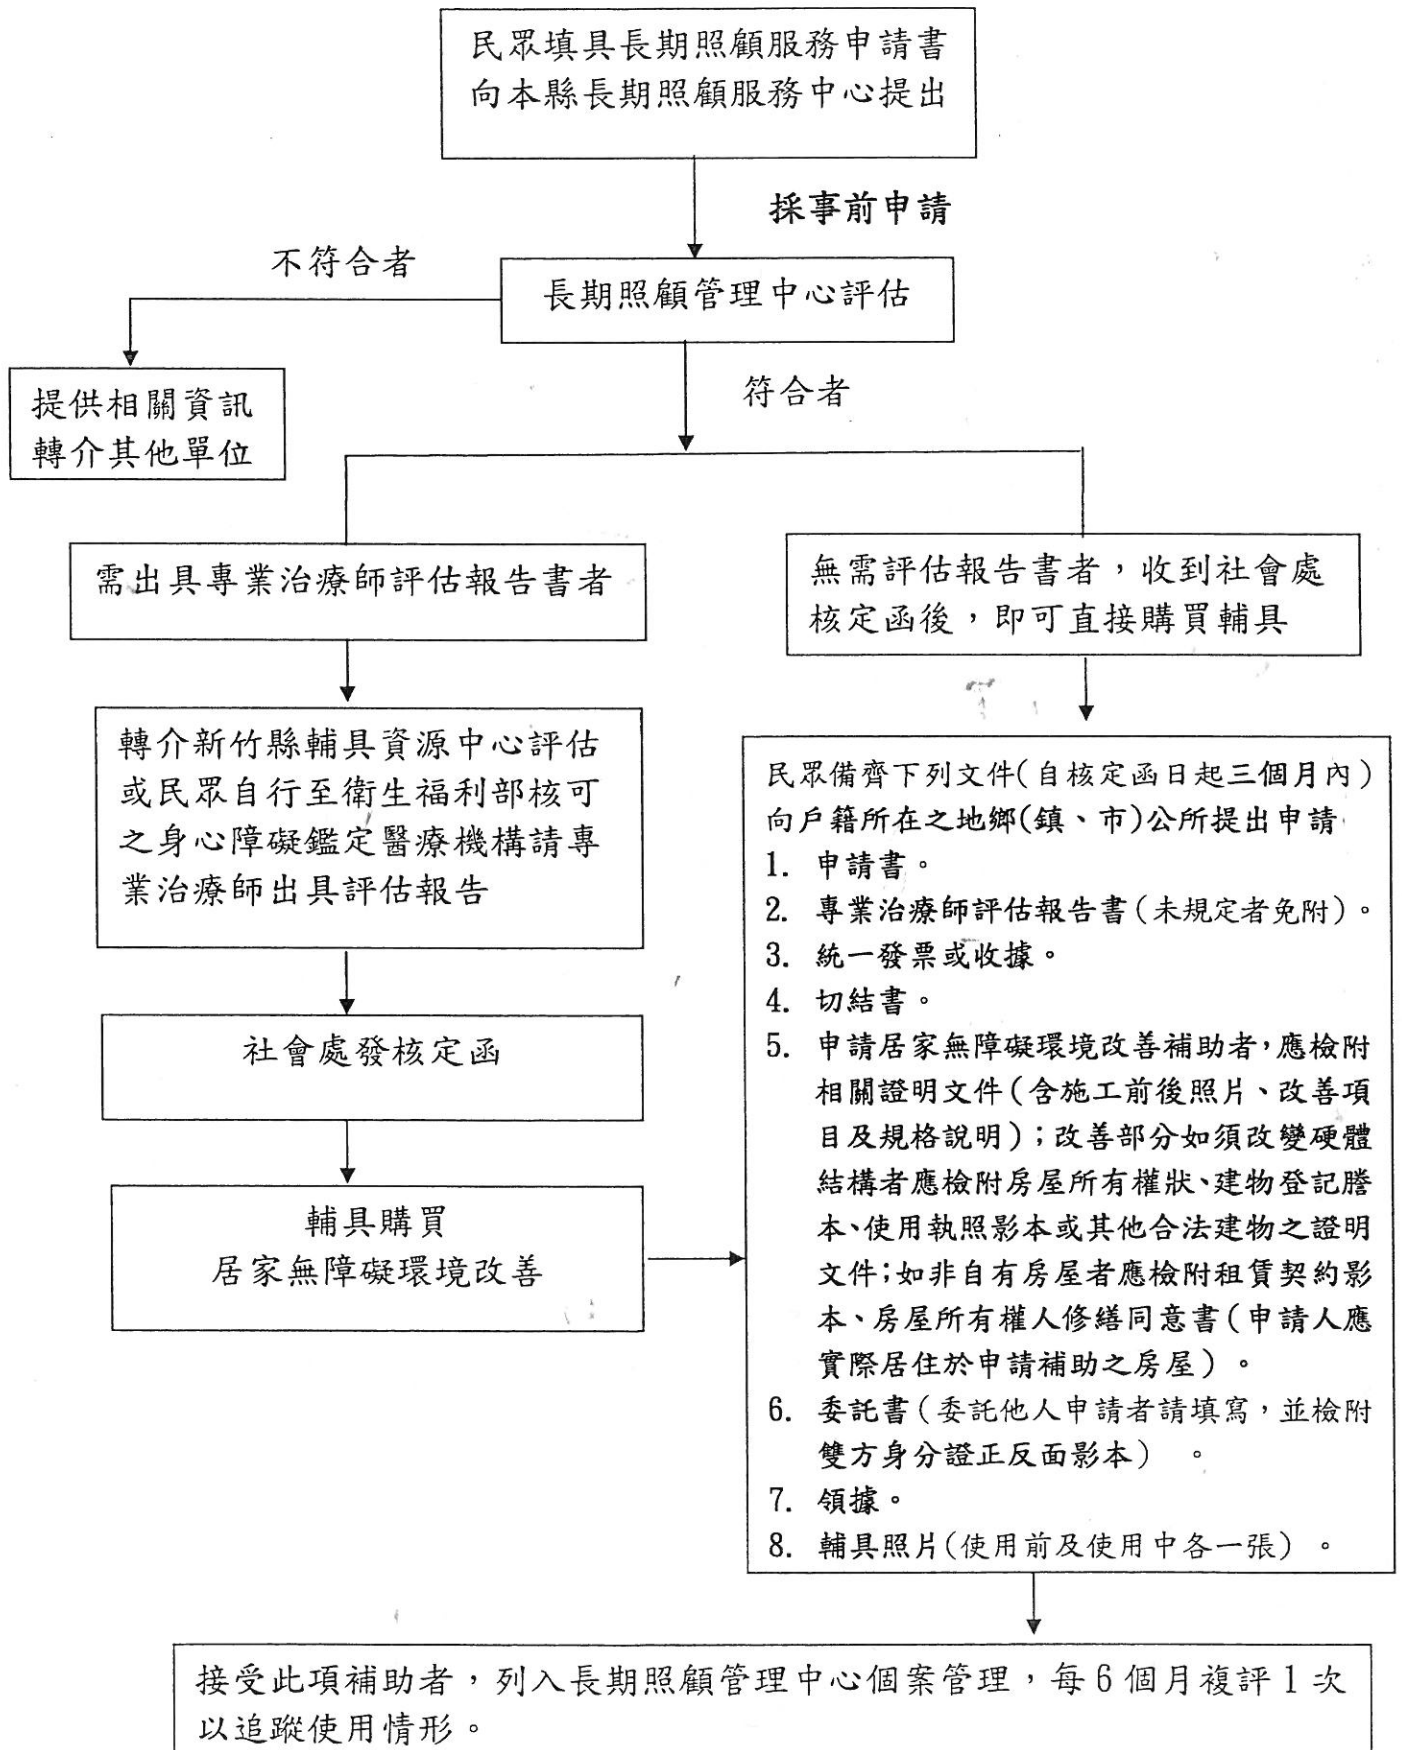 民眾填具長期照顧服務申請書
向本縣長期照顧服務中心提出
採事前申請
不符合者
長期照顧管理中心評估
符合者
提供相關資訊
轉介其他單位
需出具專業治療師評估報告書者
無需評估報告書者,收到社會處
核定函後,即可直接購買輔具
轉介新竹縣輔具資源中心評估
或民眾自行至衛生福利部核可
之身心障礙鑑定醫療機構請專
業治療師出具評估報告
社會處發核定函
輔具購買
居家無障礙環境改善
民眾備齊下列文件(自核定函日起三個月內)
向戶籍所在之地鄉(鎮、市)公所提出申請
1. 申請書。
2. 專業治療師評估報告書(未規定者免附)。
3. 統一發票或收據。
4. 切結書。
5. 申請居家無障礙環境改善補助者,應檢附
相關證明文件(含施工前後照片、改善項
目及規格說明);改善部分如須改變硬體
結構者應檢附房屋所有權狀、建物登記謄
本、使用執照影本或其他合法建物之證明
文件;如非自有房屋者應檢附租賃契約影
本、房屋所有權人修繕同意書(申請人應
實際居住於申請補助之房屋)。
6. 委託書(委託他人申請者請填寫,並檢附
雙方身分證正反面影本) 。
7. 領據。
8. 輔具照片(使用前及使用中各一張)。
接受此項補助者,列入長期照顧管理中心個案管理,每6個月複評1次
以追蹤使用情形。